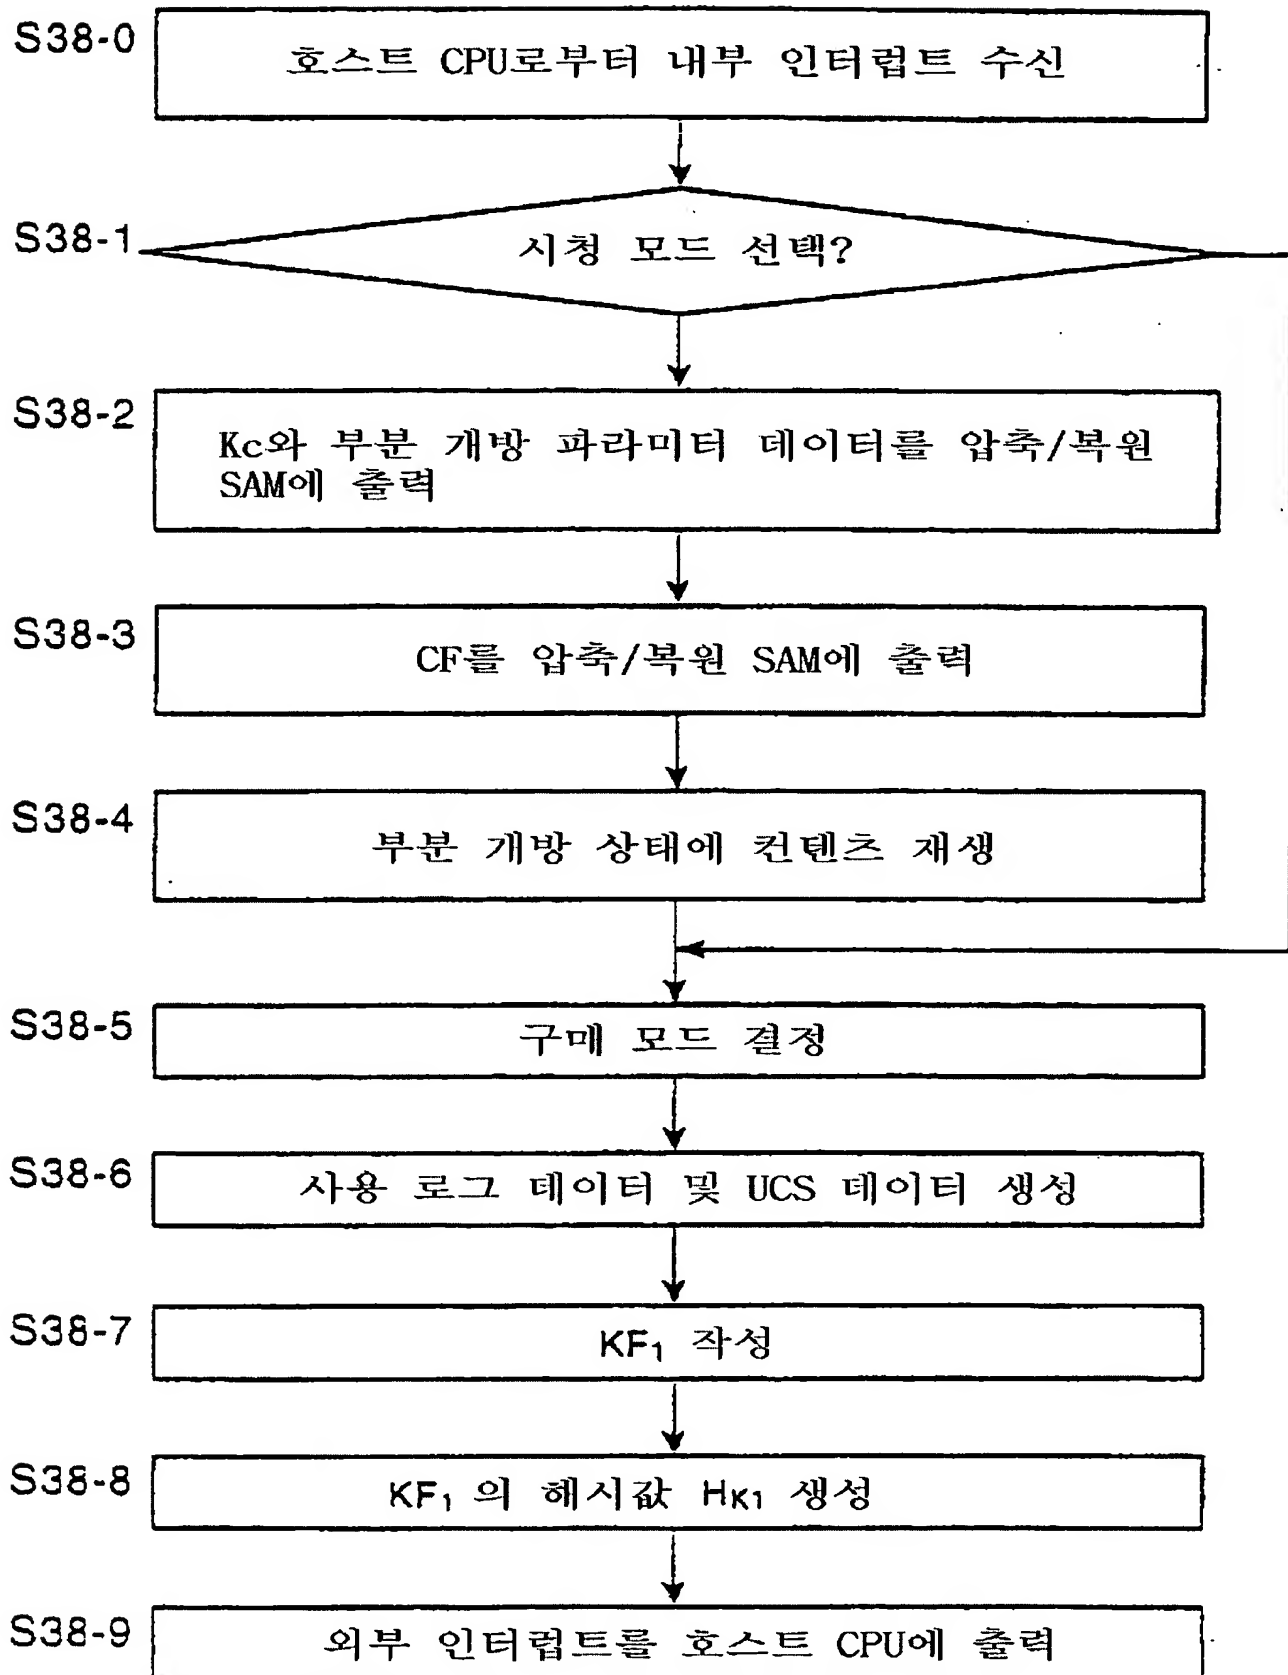 S38-0
호스트 CPU로부터 내부 인터럽트 수신
S38-1
시청 모드 선택?
S38-2
Kc와 부분 개방 파라미터 데이터를 압축/복원
SAM에 출력
S38-3
CF를 압축/복원 SAM에 출력
S38-4
부분 개방 상태에 컨텐츠 재생
S38-5
구매 모드 결정
S38-6
사용 로그 데이터 및 UCS 데이터 생성
S38-7
KF₁ 작성
S38-8
KF₁ 의 해시값 HK1 생성
S38-9
외부 인터럽트를 호스트 CPU에 출력